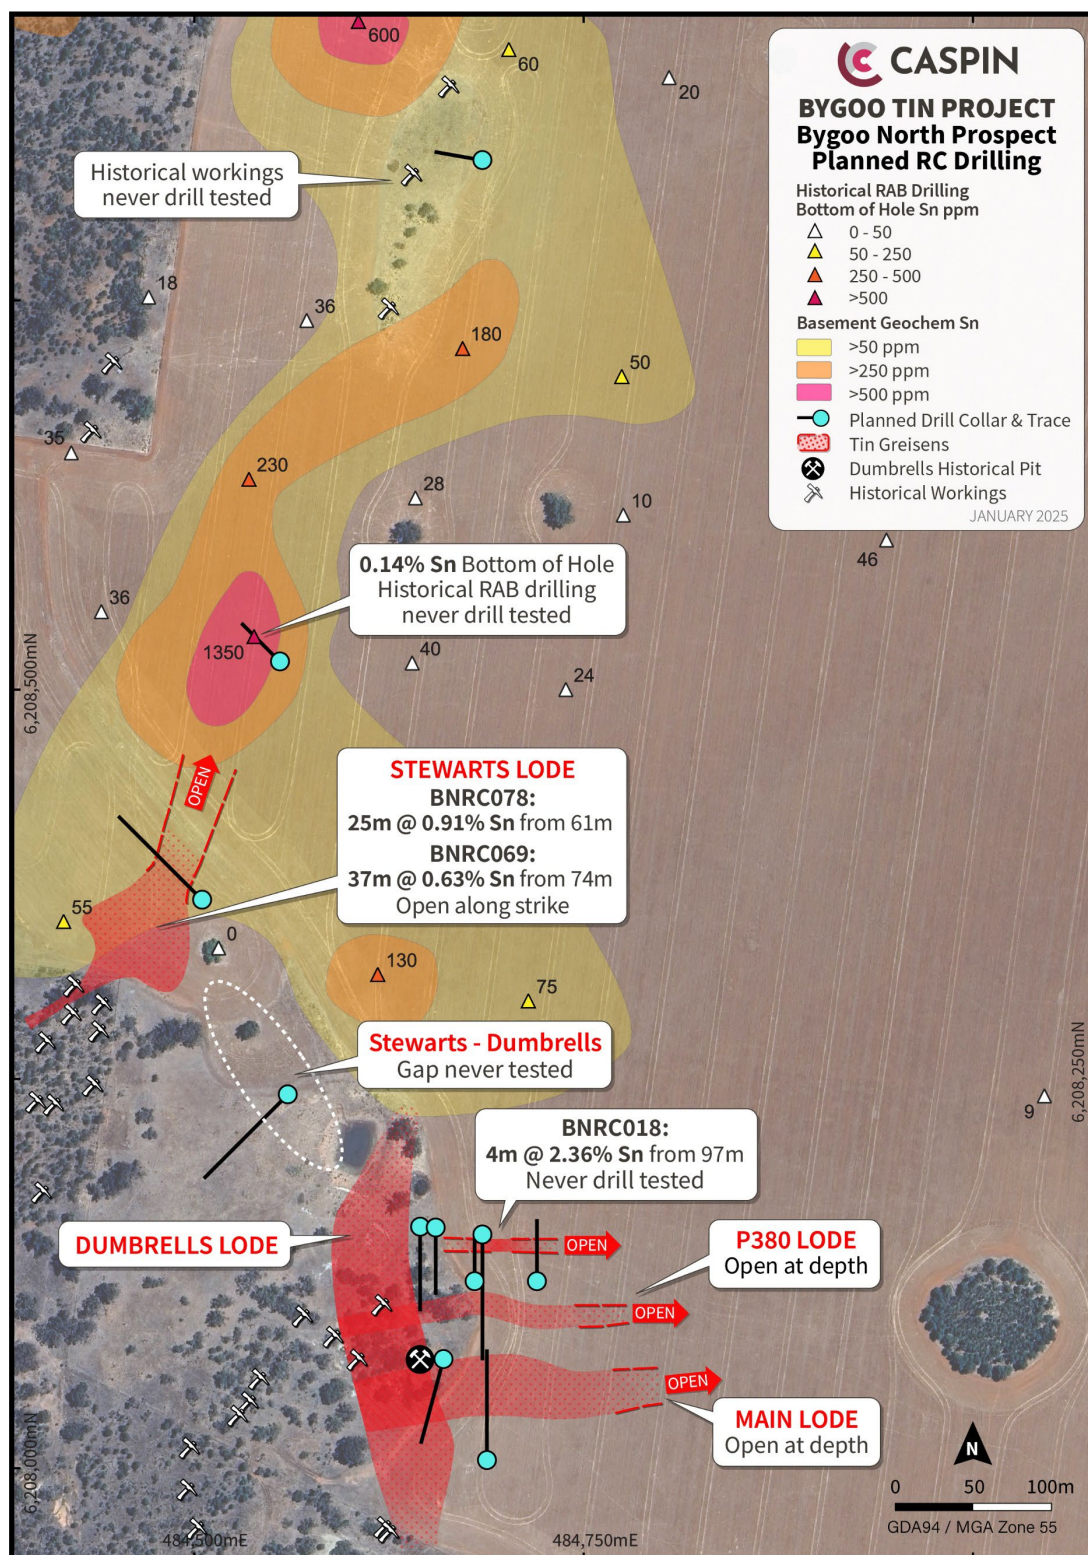 CASPIN
BYGOO TIN PROJECT
Bygoo North Prospect
Planned RC Drilling
Historical RAB Drilling
Bottom of Hole Sn ppm
0 - 50
50 - 250
250 - 500
>500
Basement Geochem Sn
>50 ppm
>250 ppm
>500 ppm
Planned Drill Collar & Trace
Tin Greisens
Dumbrells Historical Pit
Historical Workings
JANUARY 2025
600
60
20
Historical workings
never drill tested
18
36
180
50
35
230
28
10
46
0.14% Sn Bottom of Hole
Historical RAB drilling
never drill tested
36
1350
40
24
6,208,500mN
OPEN
STEWARTS LODE
BNRC078:
25m @ 0.91% Sn from 61m
BNRC069:
37m @ 0.63% Sn from 74m
Open along strike
55
0
130
75
Stewarts - Dumbrells
Gap never tested
6,208,250mN
9
BNRC018:
4m @ 2.36% Sn from 97m
Never drill tested
DUMBRELLS LODE
OPEN
P380 LODE
Open at depth
OPEN
OPEN
MAIN LODE
Open at depth
N
0 50 100m
GDA94 / MGA Zone 55
6,208,000mN
484,500mE
484,750mE